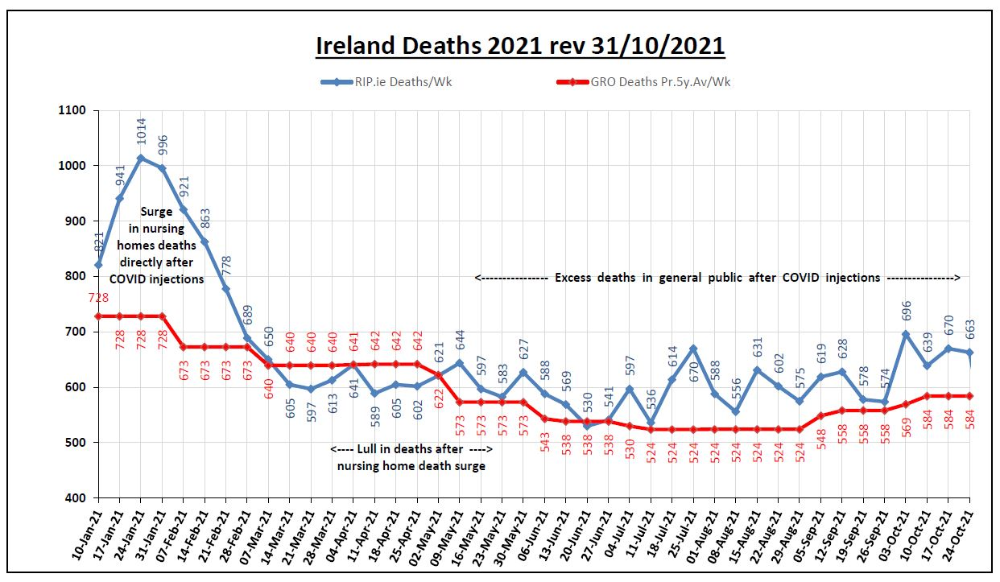 Ireland Deaths 2021 rev 31/10/2021
RIP.ie Deaths/Wk
GRO Deaths Pr.5y.Av/Wk
1100
1000
900
800
700
600
500
400
821
941
1014
996
921
863
778
689
650
605
597
613
641
589
605
602
621
644
597
583
627
588
569
530
541
597
536
614
670
588
556
631
602
575
619
628
578
574
696
639
670
663
728
728
728
728
673
673
673
673
640
640
640
640
641
642
642
642
622
573
573
573
573
543
538
538
538
530
524
524
524
524
524
524
524
524
548
558
558
558
569
584
584
584
Surge
in nursing
homes deaths
directly after
COVID injections
<---------------- Excess deaths in general public after COVID injections ---------------->
<---- Lull in deaths after ---->
nursing home death surge
10-Jan-21
17-Jan-21
24-Jan-21
31-Jan-21
07-Feb-21
14-Feb-21
21-Feb-21
28-Feb-21
07-Mar-21
14-Mar-21
21-Mar-21
28-Mar-21
04-Apr-21
11-Apr-21
18-Apr-21
25-Apr-21
02-May-21
09-May-21
16-May-21
23-May-21
30-May-21
06-Jun-21
13-Jun-21
20-Jun-21
27-Jun-21
04-Jul-21
11-Jul-21
18-Jul-21
25-Jul-21
01-Aug-21
08-Aug-21
15-Aug-21
22-Aug-21
29-Aug-21
05-Sep-21
12-Sep-21
19-Sep-21
26-Sep-21
03-Oct-21
10-Oct-21
17-Oct-21
24-Oct-21